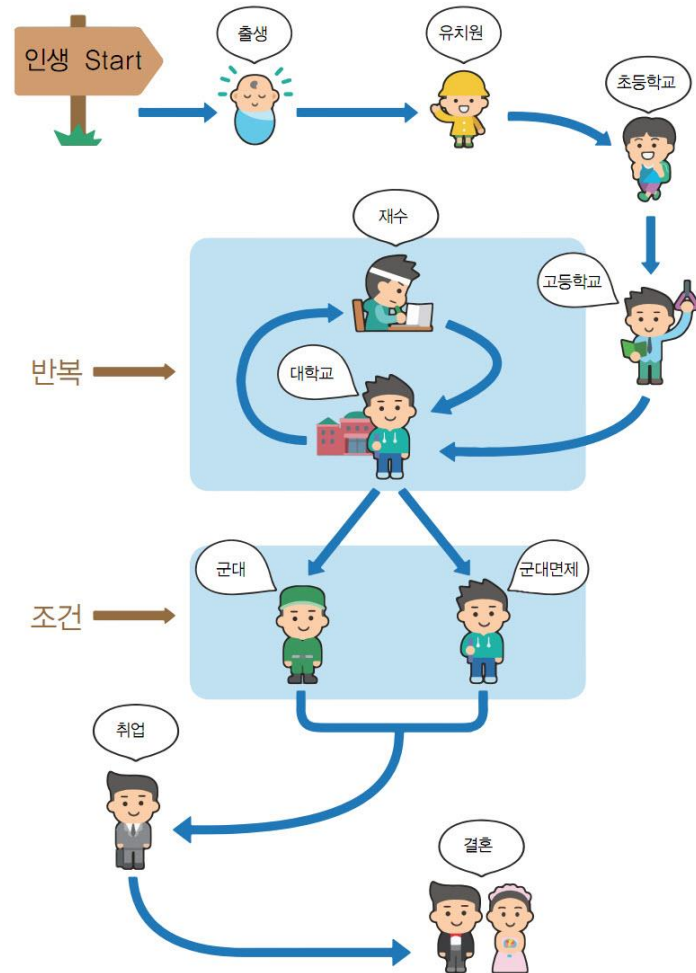 인생 Start
출생
유치원
초등학교
고등학교
재수
반복
대학교
군대
군대면제
조건
취업
결혼